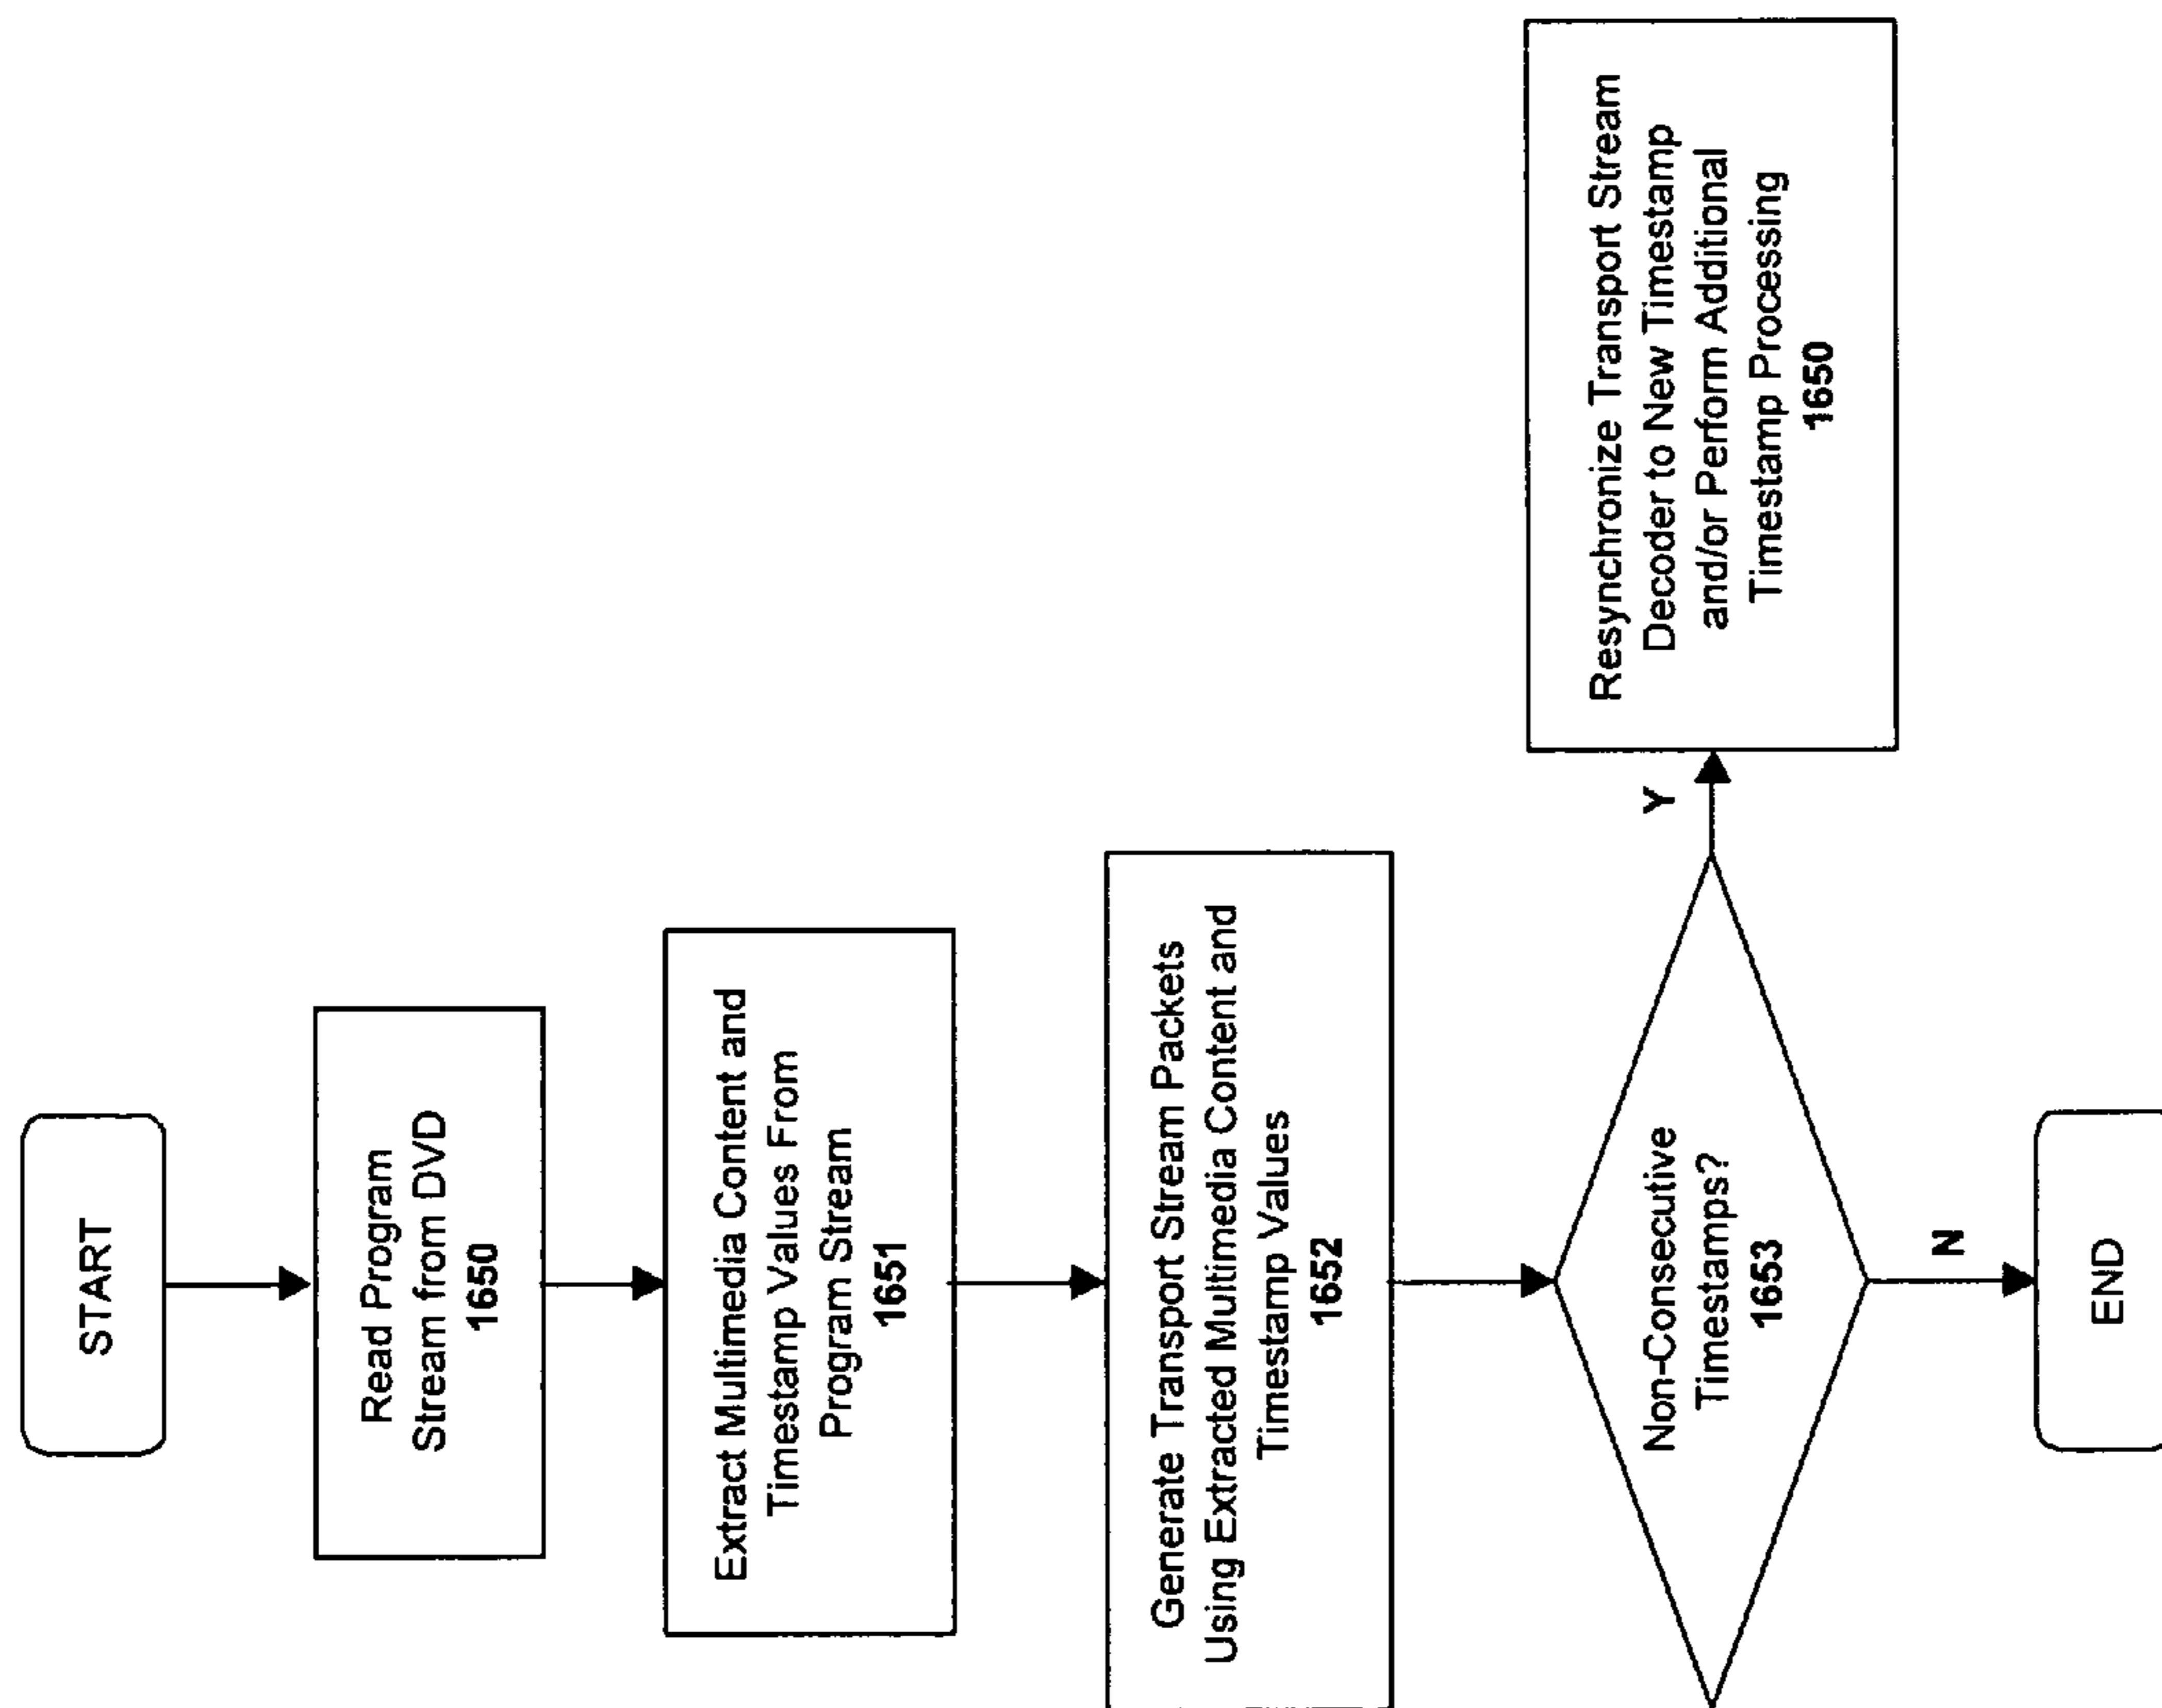 START
Read Program
Stream from DVD
1650
Extract Multimedia Content and
Timestamp Values From
Program Stream
1651
Generate Transport Stream Packets
Using Extracted Multimedia Content and
Timestamp Values
1652
Non-Consecutive
Timestamps?
1653
Y
Resynchronize Transport Stream
Decoder to New Timestamp
and/or Perform Additional
Timestamp Processing
1650
N
END